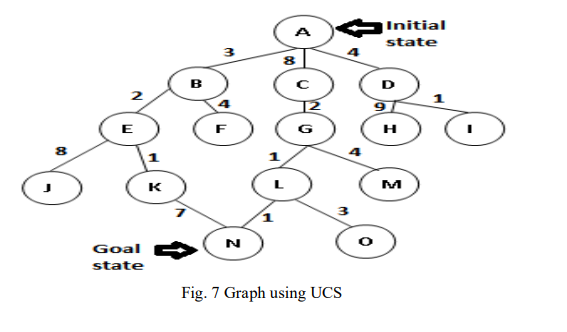 A
Initial
state
3
8
4
B
C
D
2
4
2
9
1
E
F
G
H
I
8
1
1
4
J
K
L
M
7
1
3
Goal
state
N
O
Fig. 7 Graph using UCS